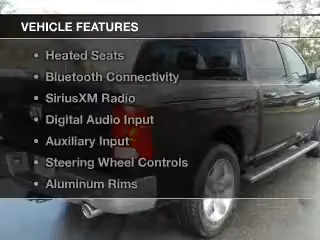 VEHICLE FEATURES
• Heated Seats
• Bluetooth Connectivity
• SiriusXM Radio
• Digital Audio Input
• Auxiliary Input
• Steering Wheel Controls
• Aluminum Rims